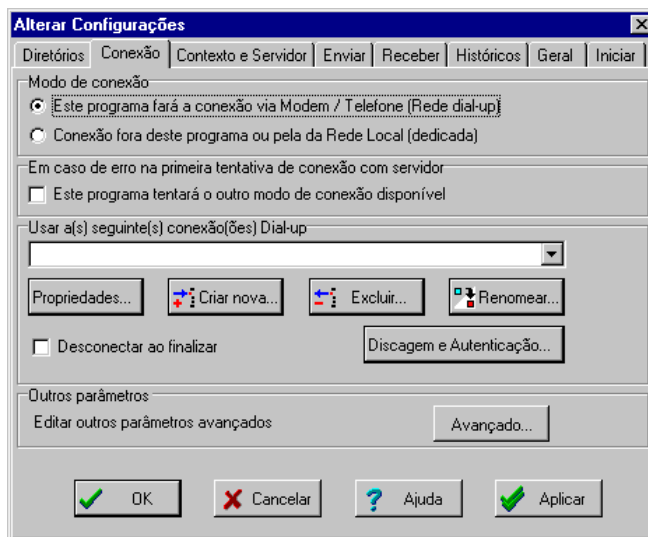 Alterar Configurações
Diretórios Conexão Contexto e Servidor Enviar Receber Históricos Geral Iniciar
Modo de conexão
Este programa fará a conexão via Modem / Telefone (Rede dial-up)
Conexão fora deste programa ou pela da Rede Local (dedicada)
Em caso de erro na primeira tentativa de conexão com servidor
Este programa tentará o outro modo de conexão disponível
Usar a(s) seguinte(s) conexão(ões) Dial-up
Propriedades... Criar nova... Excluir... Renomear...
Desconectar ao finalizar Discagem e Autenticação...
Outros parâmetros
Editar outros parâmetros avançados Avançado...
OK Cancelar Ajuda Aplicar